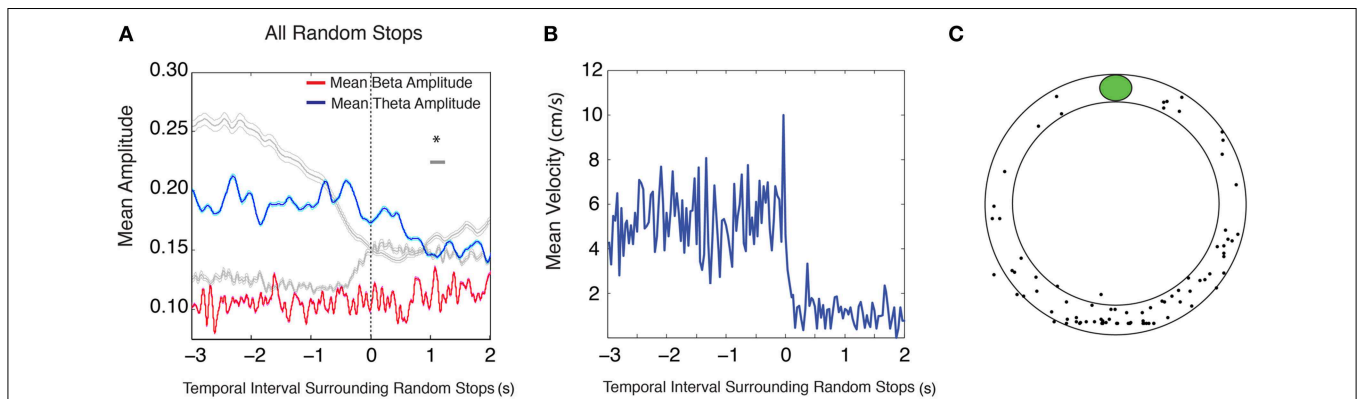 A
All Random Stops
0.30
0.25
0.20
0.15
0.10
Mean Amplitude
Mean Beta Amplitude
Mean Theta Amplitude
*
−3 −2 −1 0 1 2
Temporal Interval Surrounding Random Stops (s)
B
12
10
8
6
4
2
Mean Velocity (cm/s)
−3 −2 −1 0 1 2
Temporal Interval Surrounding Random Stops (s)
C